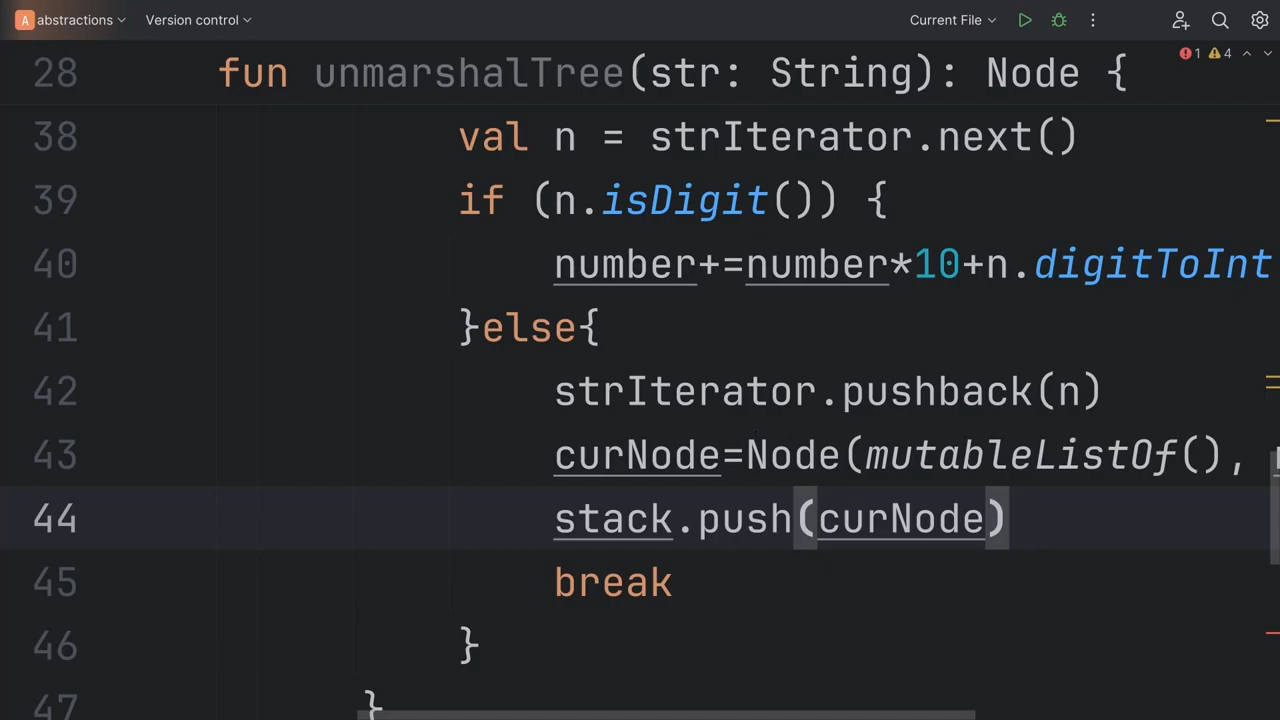 A abstractions Version control Current File
1 4
28 fun unmarshalTree(str: String): Node {
38 val n = strIterator.next()
39 if (n.isDigit()) {
40 number+=number*10+n.digitToInt
41 }else{
42 strIterator.pushback(n)
43 curNode=Node(mutableListOf(),
44 stack.push(curNode)
45 break
46 }
47 }